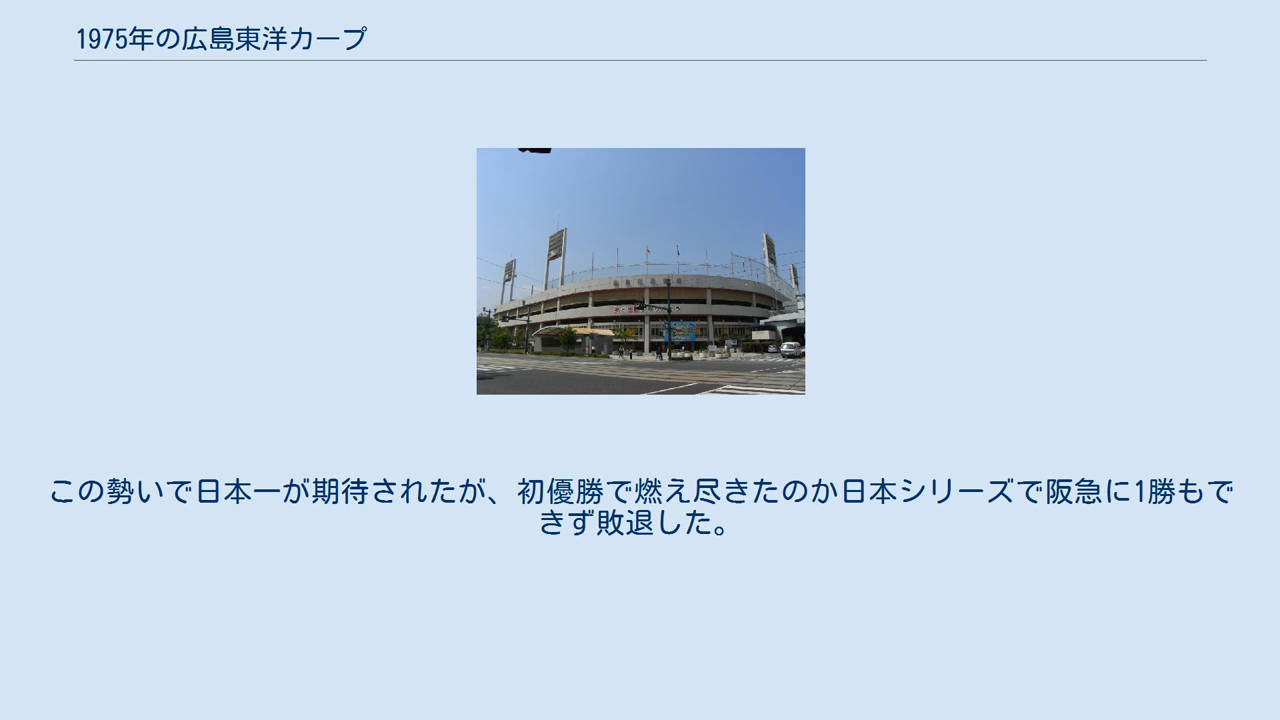 1975年の広島東洋カープ
この勢いで日本一が期待されたが、初優勝で燃え尽きたのか日本シリーズで阪急に1勝もで
きず敗退した。